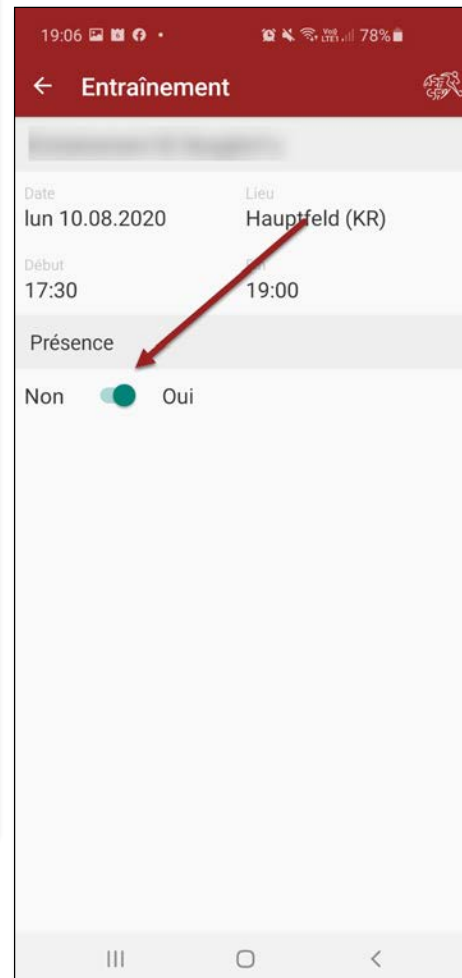 19:06 78%
Entraînement
Date Lieu
lun 10.08.2020 Hauptfeld (KR)
Début
17:30 19:00
Présence
Non Oui